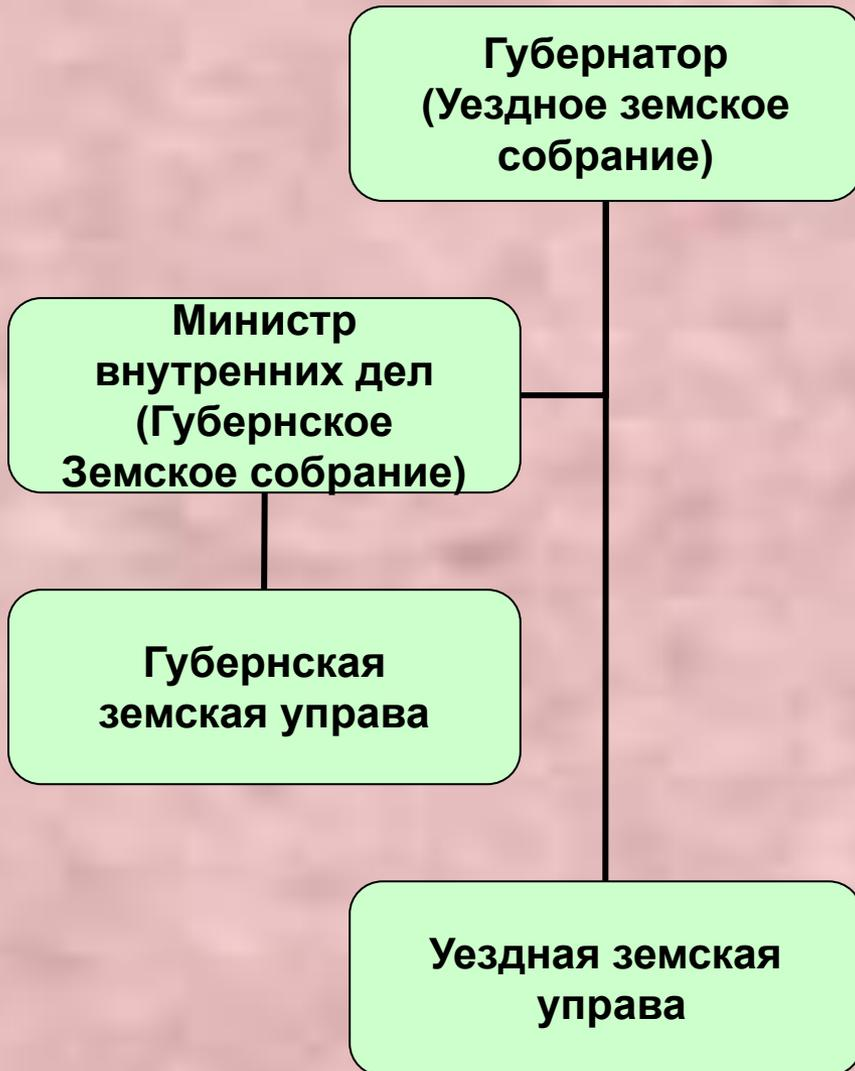 Губернатор
(Уездное земское
собрание)
Министр
внутренних дел
(Губернское
Земское собрание)
Губернская
земская управа
Уездная земская
управа